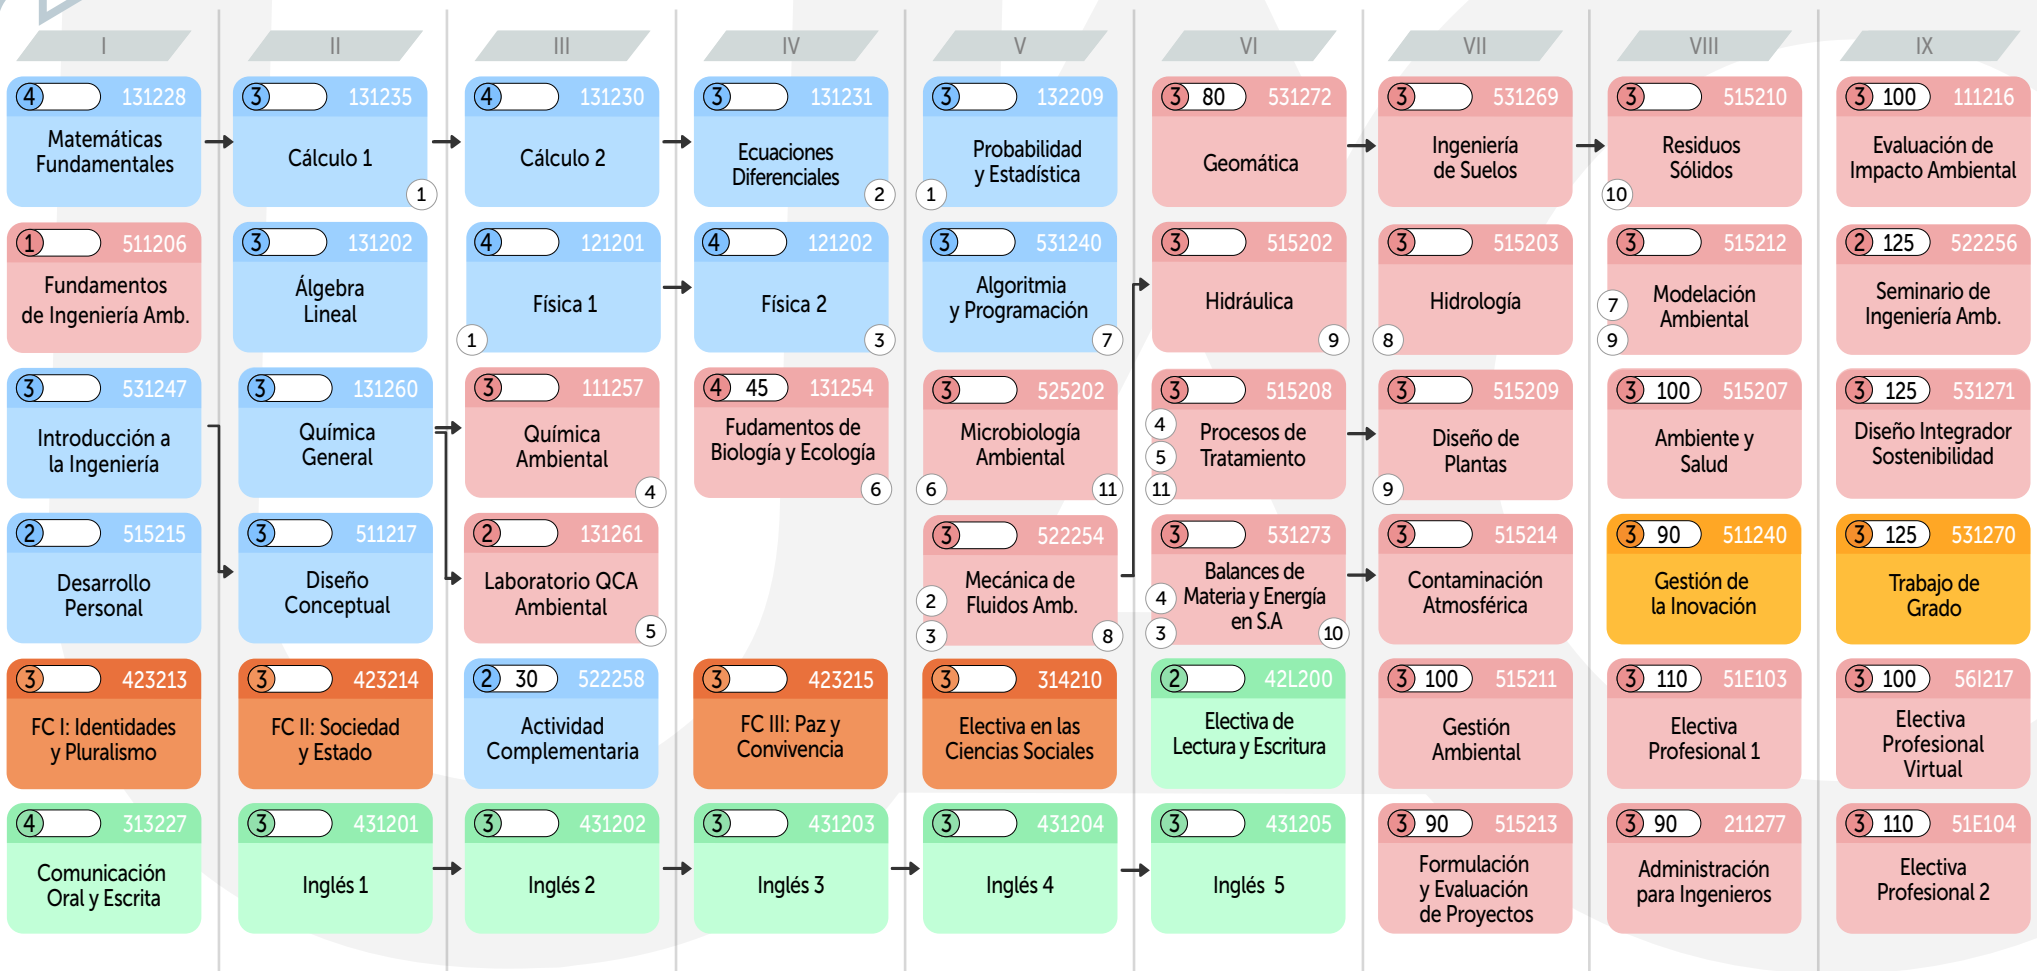 I
II
III
IV
V
VI
VII
VIII
IX
4 131228
Matemáticas
Fundamentales
3 131235
Cálculo 1
1
4 131230
Cálculo 2
3 131231
Ecuaciones
Diferenciales
2
3 132209
Probabilidad
y Estadística
1
3 80 531272
Geomática
3 531269
Ingeniería
de Suelos
3 515210
Residuos
Sólidos
10
3 100 111216
Evaluación de
Impacto Ambiental
1 511206
Fundamentos
de Ingeniería Amb.
3 131202
Álgebra
Lineal
4 121201
Física 1
1
4 121202
Física 2
3
3 531240
Algoritmia
y Programación
7
3 515202
Hidráulica
9
3 515203
Hidrología
8
3 515212
Modelación
Ambiental
7
9
2 125 522256
Seminario de
Ingeniería Amb.
3 531247
Introducción a
la Ingeniería
3 131260
Química
General
3 111257
Química
Ambiental
4
4 45 131254
Fudamentos de
Biología y Ecología
6
3 525202
Microbiología
Ambiental
6
11
3 515208
Procesos de
Tratamiento
4
5
11
3 515209
Diseño de
Plantas
9
3 100 515207
Ambiente y
Salud
3 125 531271
Diseño Integrador
Sostenibilidad
2 515215
Desarrollo
Personal
3 511217
Diseño
Conceptual
2 131261
Laboratorio QCA
Ambiental
5
3 522254
Mecánica de
Fluidos Amb.
2
3
8
3 531273
Balances de
Materia y Energía
en S.A
4
3
10
3 515214
Contaminación
Atmosférica
3 90 511240
Gestión de
la Inovación
3 125 531270
Trabajo de
Grado
3 423213
FC I: Identidades
y Pluralismo
3 423214
FC II: Sociedad
y Estado
2 30 522258
Actividad
Complementaria
3 423215
FC III: Paz y
Convivencia
3 314210
Electiva en las
Ciencias Sociales
2 42L200
Electiva de
Lectura y Escritura
3 100 515211
Gestión
Ambiental
3 110 51E103
Electiva
Profesional 1
3 100 56I217
Electiva
Profesional
Virtual
4 313227
Comunicación
Oral y Escrita
3 431201
Inglés 1
3 431202
Inglés 2
3 431203
Inglés 3
3 431204
Inglés 4
3 431205
Inglés 5
3 90 515213
Formulación
y Evaluación
de Proyectos
3 90 211277
Administración
para Ingenieros
3 110 51E104
Electiva
Profesional 2